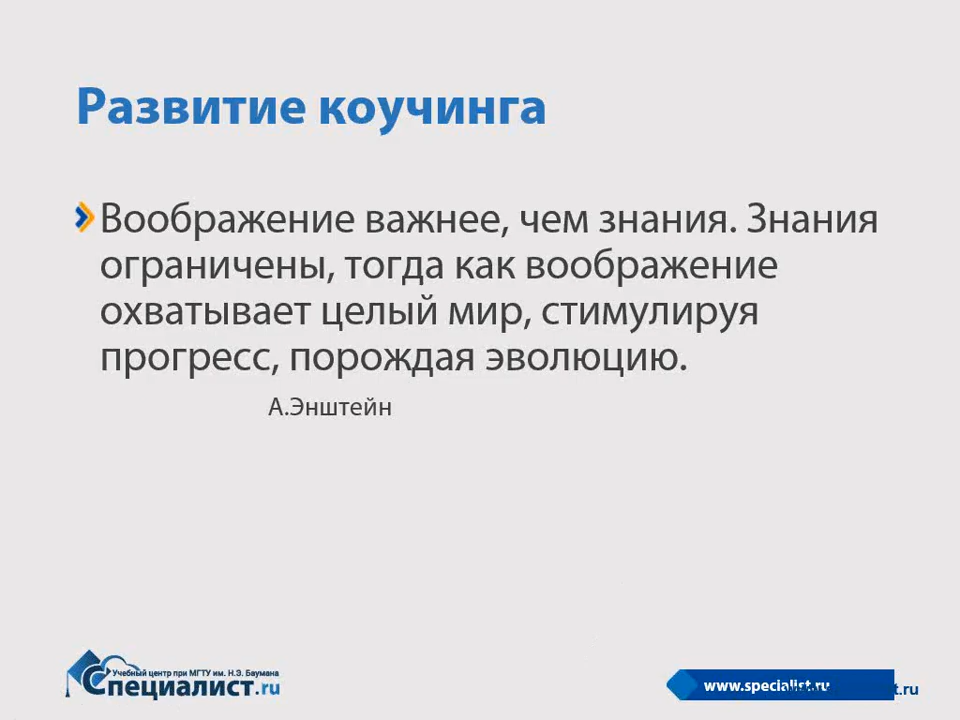 Развитие коучинга
Воображение важнее, чем знания. Знания
ограничены, тогда как воображение
охватывает целый мир, стимулируя
прогресс, порождая эволюцию.
А.Энштейн
Учебный центр при МГТУ им. Н.Э. Баумана
Специалист.ru
www.specialist.ru